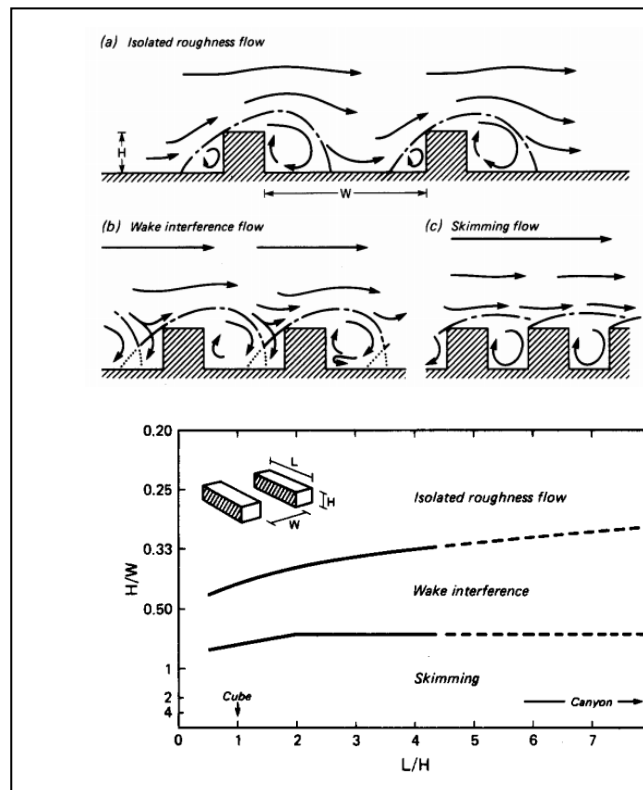 (a) Isolated roughness flow
H
W
(b) Wake interference flow
(c) Skimming flow
0.20
0.25
0.33
0.50
1
2
4
H/W
L
H
W
Isolated roughness flow
Wake interference
Skimming
Cube
Canyon
0 1 2 3 4 5 6 7
L/H